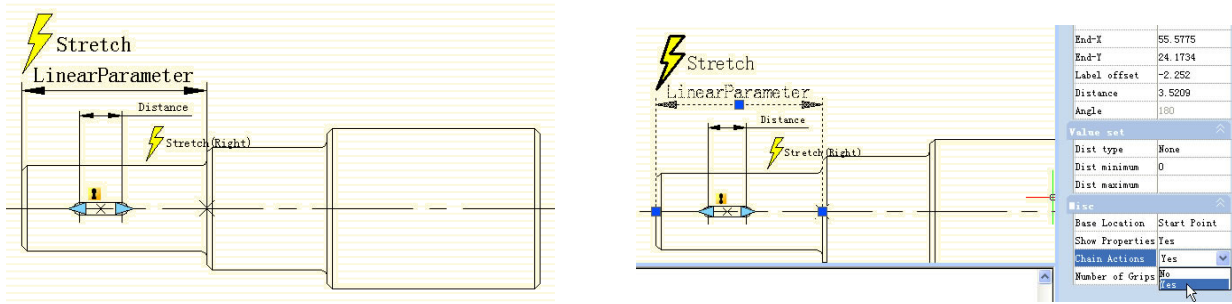 Stretch
LinearParameter
Distance
Stretch(Right)
Stretch
LinearParameter
Distance
Stretch(Right)
End-X 55.5775
End-Y 24.1734
Label offset -2.252
Distance 3.5209
Angle 180
Value set
Dist type None
Dist minimum 0
Dist maximum
Misc
Base Location Start Point
Show Properties Yes
Chain Actions Yes
Number of Grips No
Yes